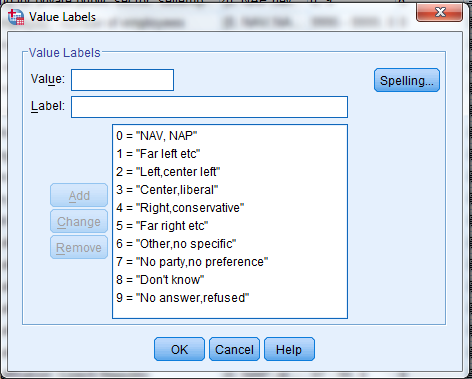 Value Labels
Value Labels
Value:
Spelling...
Label:
0 = "NAV, NAP"
1 = "Far left etc"
2 = "Left,center left"
3 = "Center,liberal"
4 = "Right,conservative"
5 = "Far right etc"
6 = "Other,no specific"
7 = "No party,no preference"
8 = "Don't know"
9 = "No answer,refused"
Add
Change
Remove
OK Cancel Help